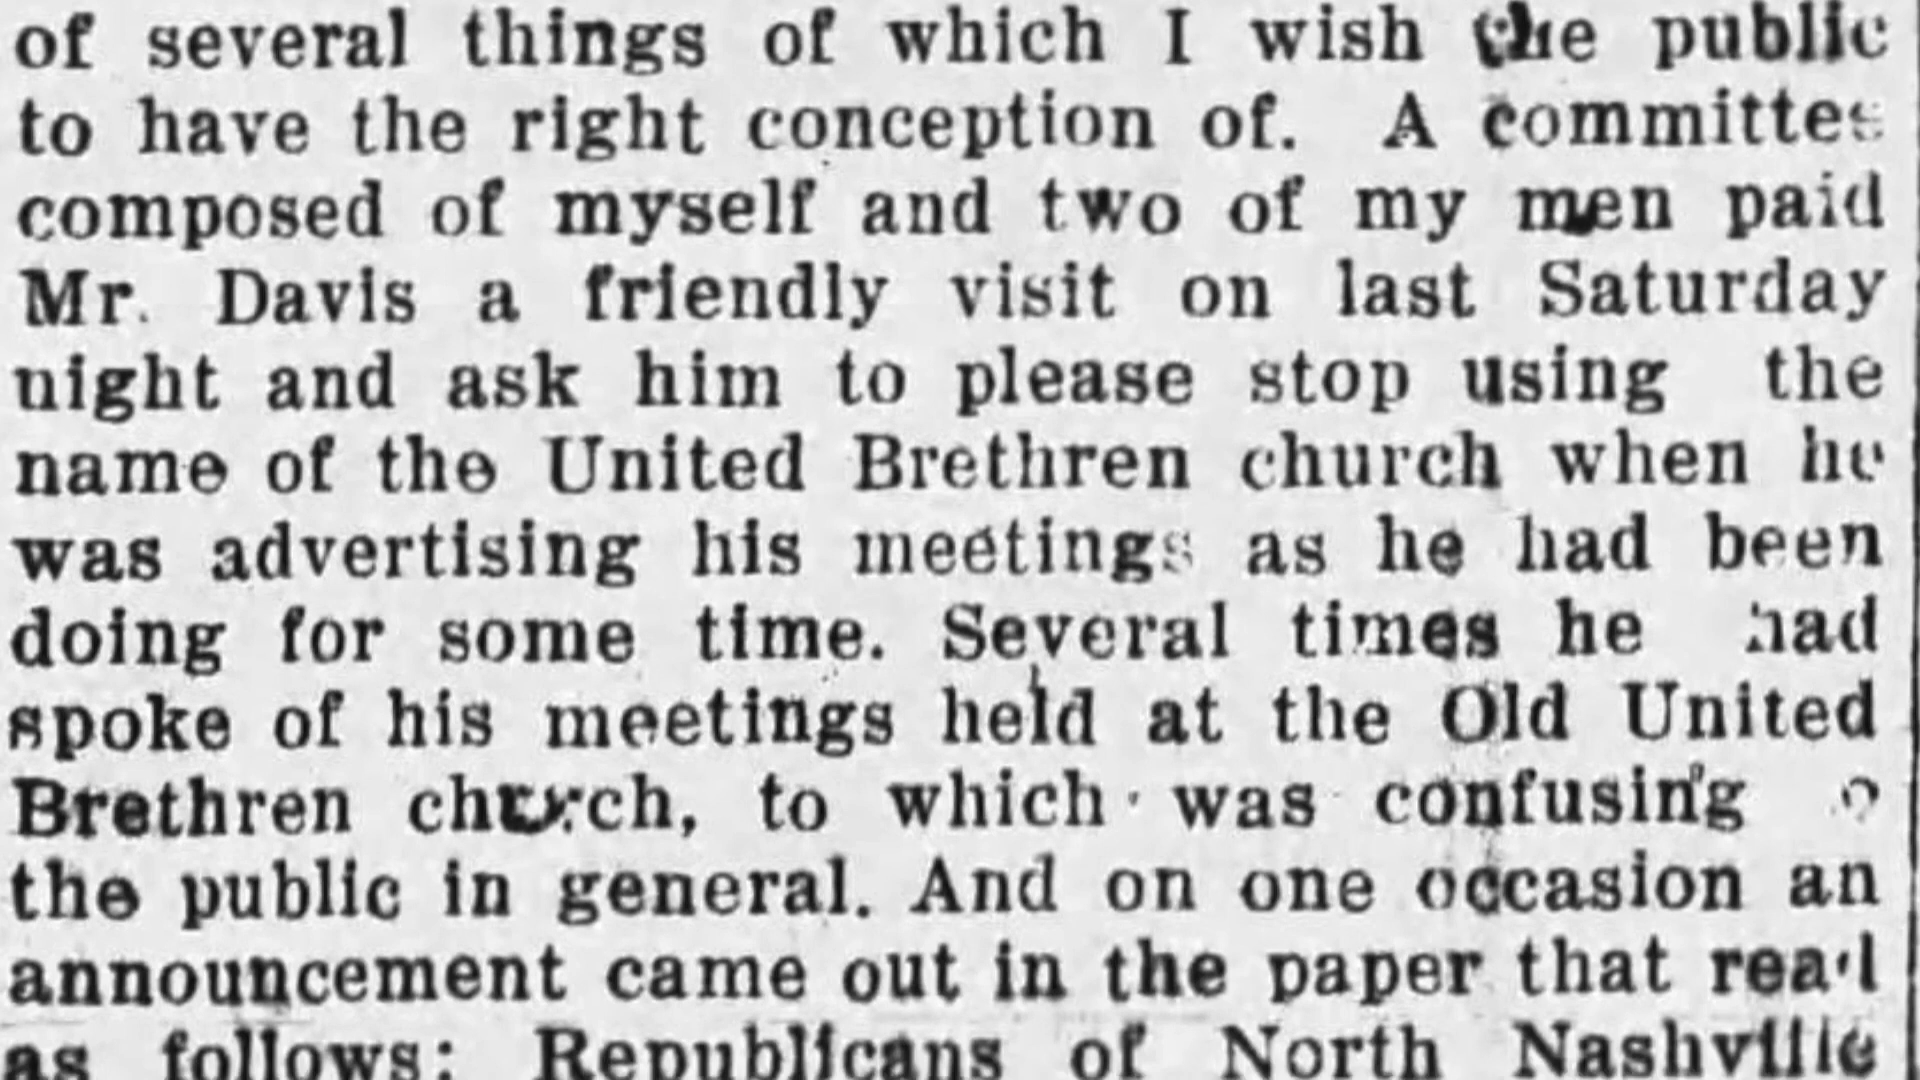 of several things of which I wish the public
to have the right conception of. A committee
composed of myself and two of my men paid
Mr. Davis a friendly visit on last Saturday
night and ask him to please stop using the
name of the United Brethren church when he
was advertising his meetings as he had been
doing for some time. Several times he had
spoke of his meetings held at the Old United
Brethren church, to which was confusing o
the public in general. And on one occasion an
announcement came out in the paper that read
as follows: Republicans of North Nashville